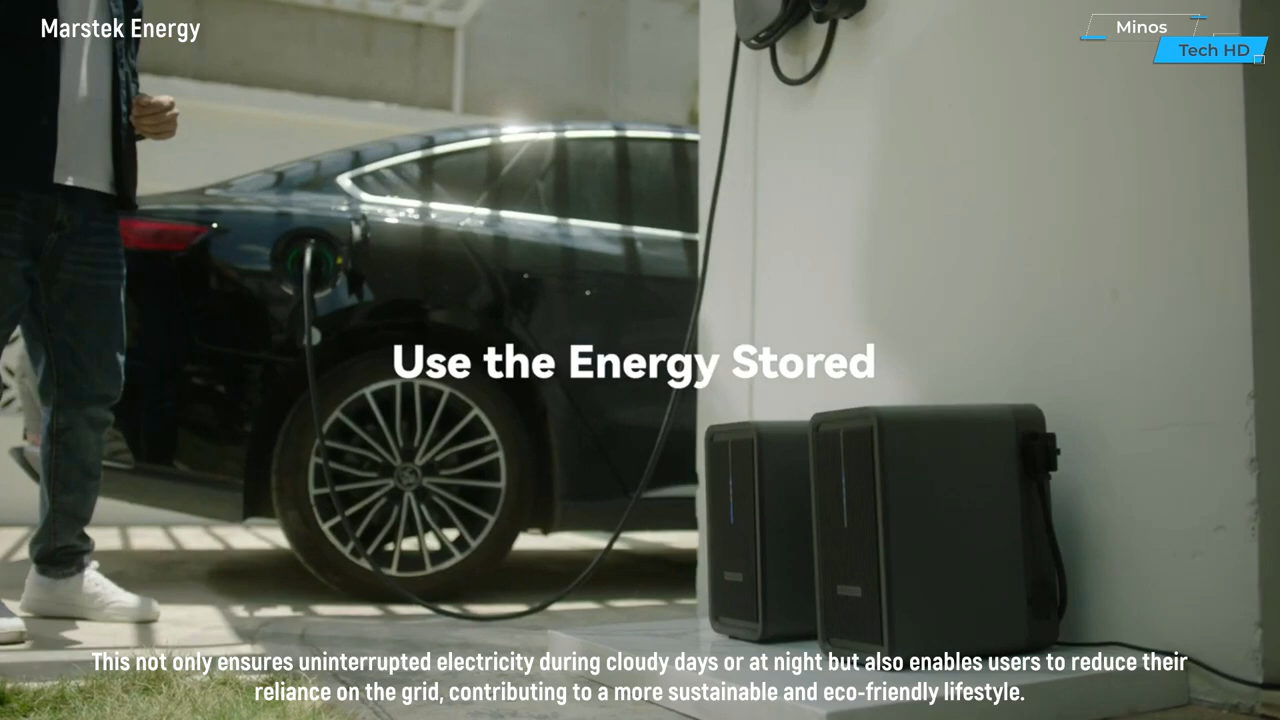 Marstek Energy
Minos
Tech HD
Use the Energy Stored
This not only ensures uninterrupted electricity during cloudy days or at night but also enables users to reduce their
reliance on the grid, contributing to a more sustainable and eco-friendly lifestyle.